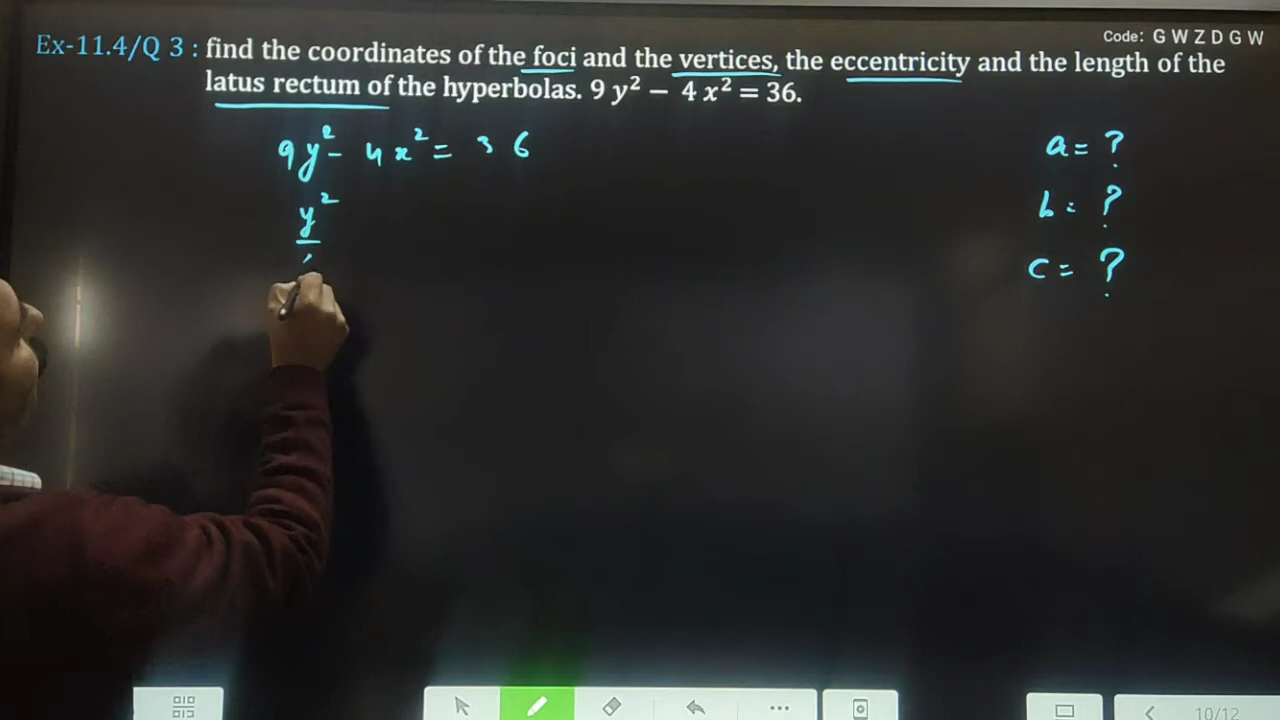 Code: G W Z D G W
Ex-11.4/Q 3 : find the coordinates of the foci and the vertices, the eccentricity and the length of the
latus rectum of the hyperbolas. 9 y² − 4 x² = 36.
9y² - 4x² = 36
y²
a = ?
b = ?
c = ?
10/12